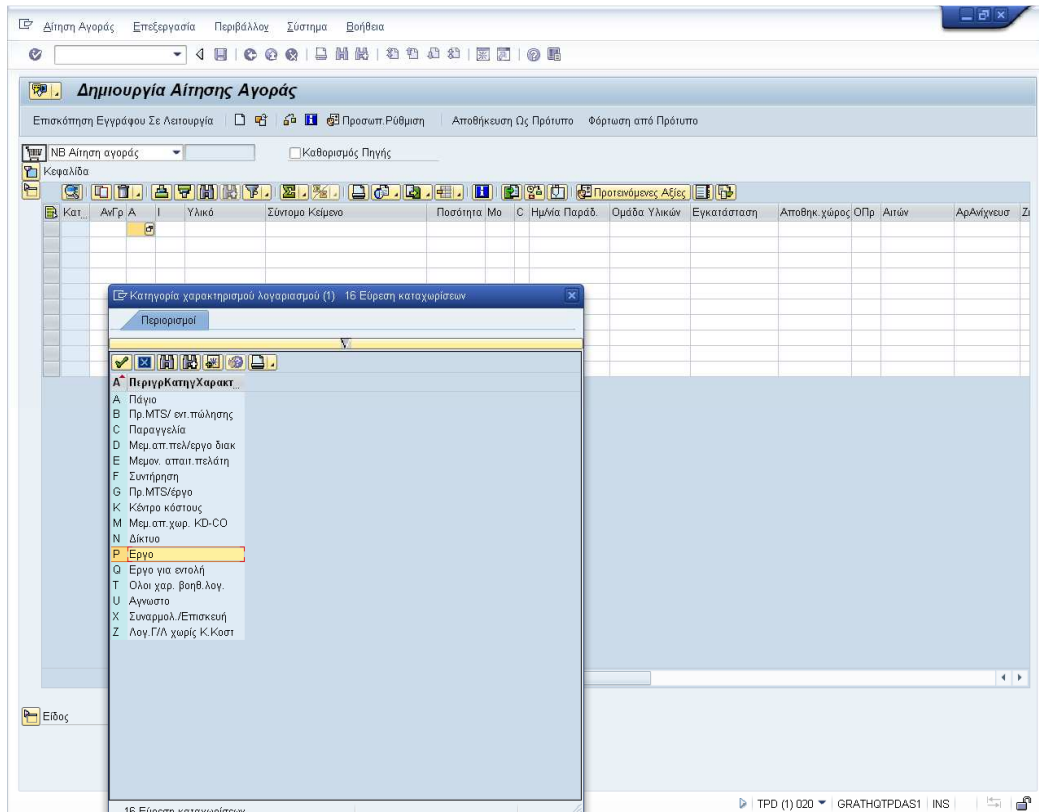 Αίτηση Αγοράς Επεξεργασία Περιβάλλον Σύστημα Βοήθεια
Δημιουργία Αίτησης Αγοράς
Επισκόπηση Εγγράφου Σε Λειτουργία Προσωπ.Ρύθμιση Αποθήκευση Ως Πρότυπο Φόρτωση από Πρότυπο
NB Αίτηση αγοράς Καθορισμός Πηγής
Κεφαλίδα
Προτεινόμενες Αξίες
Κατ... ΑνΓρ A I Υλικό Σύντομο Κείμενο Ποσότητα Μο C Ημ/νία Παράδ. Ομάδα Υλικών Εγκατάσταση Αποθηκ.χώρος ΟΠρ Αιτών ΑρΑνίχνευσ Ζι
Κατηγορία χαρακτηρισμού λογαριασμού (1) 16 Εύρεση καταχωρίσεων
Περιορισμοί
A ΠεριγρΚατηγΧαρακτ...
A Πάγιο
B Πρ.MTS/ εντ.πώλησης
C Παραγγελία
D Μεμ.απ.πελ/εργο διακ
E Μεμον. απαιτ.πελάτη
F Συντήρηση
G Πρ.MTS/έργο
K Κέντρο κόστους
M Μεμ.απ.χωρ. KD-CO
N Δίκτυο
P Εργο
Q Εργο για εντολή
T Ολοι χαρ. βοηθ.λογ.
U Αγνωστο
X Συναρμολ./Επισκευή
Z Λογ.Γ/Λ χωρίς Κ.Κοστ
Είδος
16 Εύρεση καταχωρίσεων
TPD (1) 020 GRATHQTPDAS1 INS